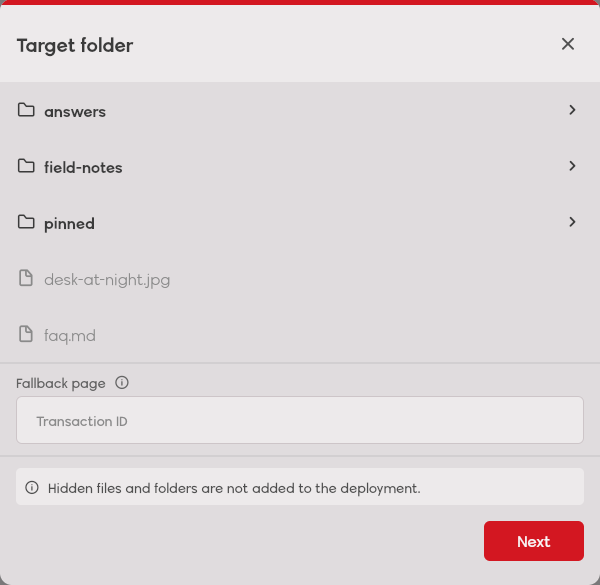 Target folder
answers
field-notes
pinned
desk-at-night.jpg
faq.md
Fallback page
Transaction ID
Hidden files and folders are not added to the deployment.
Next